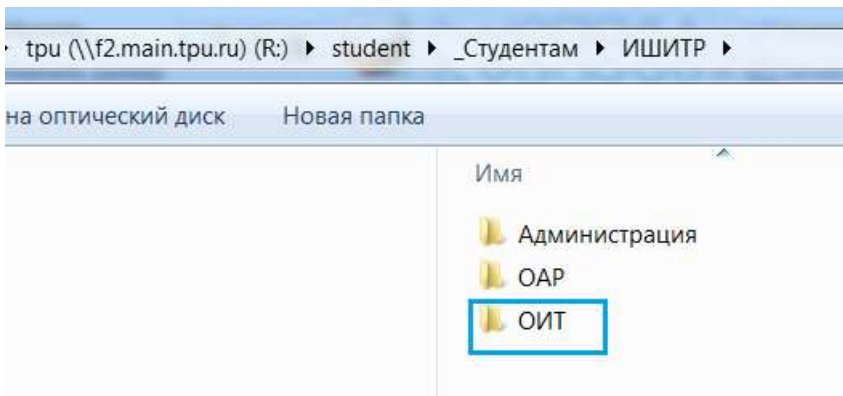 tpu (\\f2.main.tpu.ru) (R:) ▸ student ▸ _Студентам ▸ ИШИТР ▸
на оптический диск Новая папка
Имя
Администрация
ОАР
ОИТ